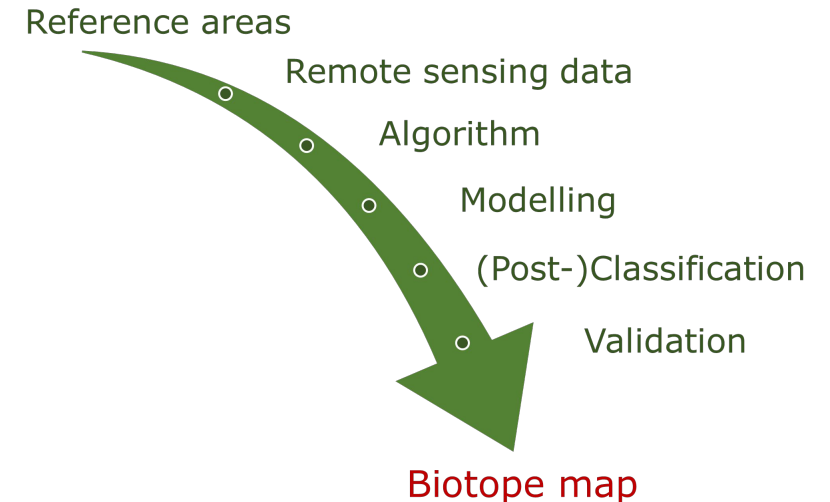 Reference areas
Remote sensing data
Algorithm
Modelling
(Post-)Classification
Validation
Biotope map